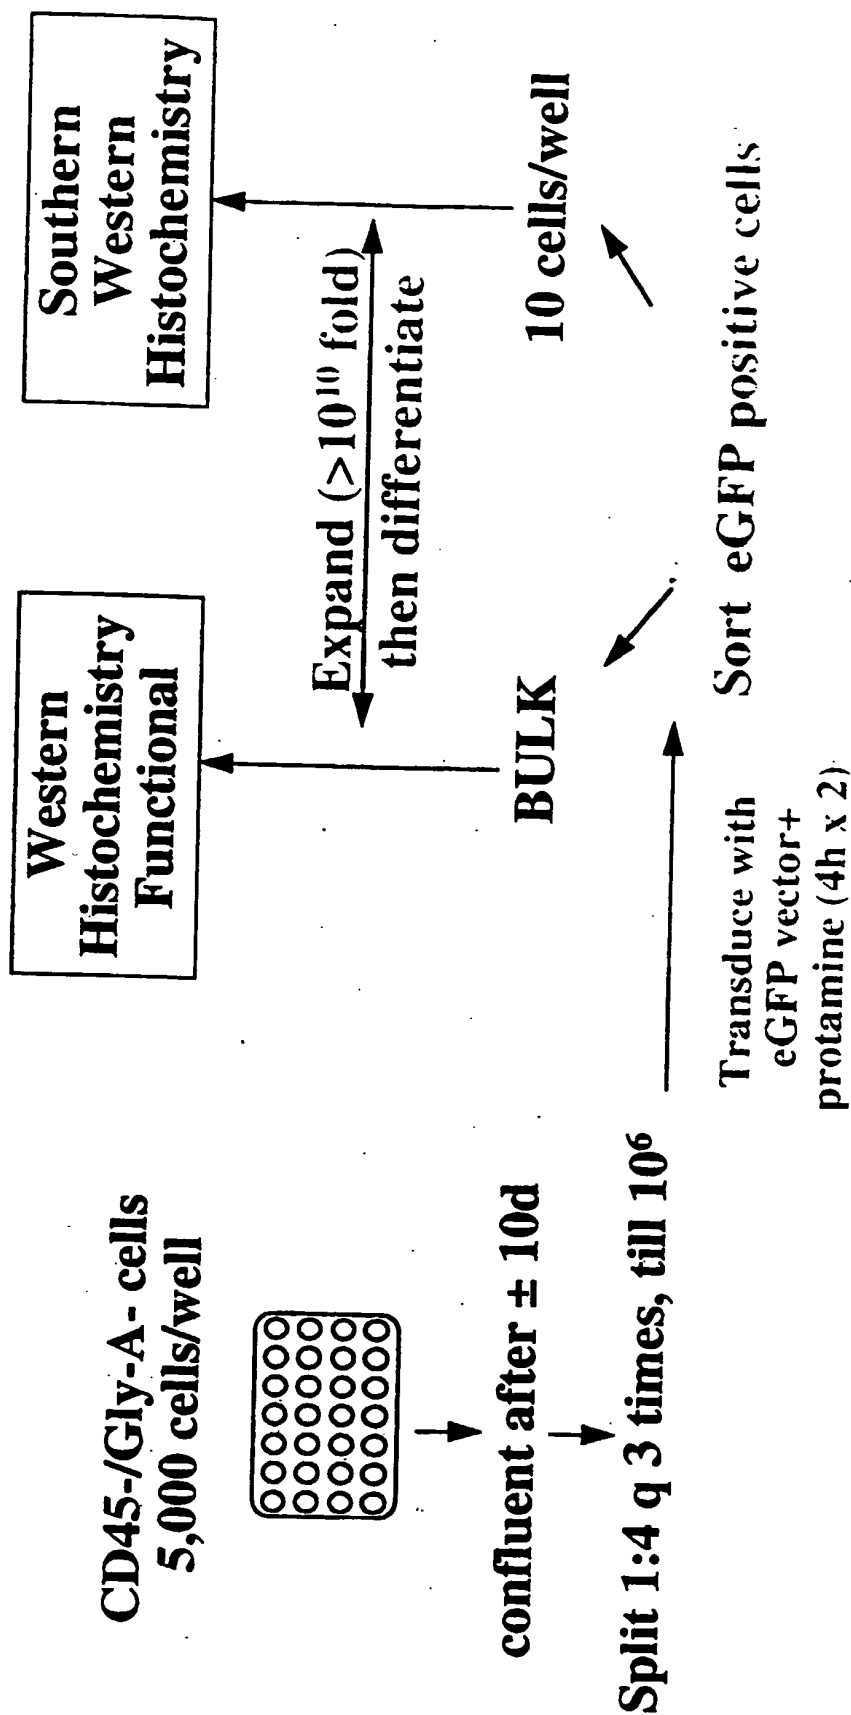 CD45-/Gly-A- cells
5,000 cells/well
confluent after ± 10d
Split 1:4 q 3 times, till 10⁶
Transduce with
eGFP vector+
protamine (4h x 2)
Sort eGFP positive cells
BULK
10 cells/well
Expand (>10¹⁰ fold)
then differentiate
Western
Histochemistry
Functional
Southern
Western
Histochemistry